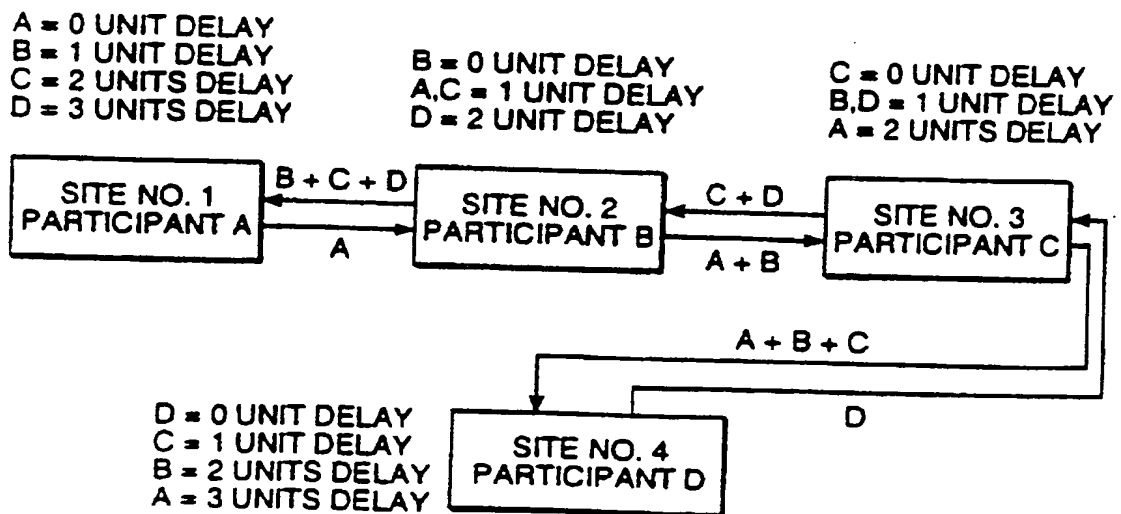 A = 0 UNIT DELAY
B = 1 UNIT DELAY
C = 2 UNITS DELAY
D = 3 UNITS DELAY
B = 0 UNIT DELAY
A,C = 1 UNIT DELAY
D = 2 UNIT DELAY
C = 0 UNIT DELAY
B,D = 1 UNIT DELAY
A = 2 UNITS DELAY
SITE NO. 1
PARTICIPANT A
B + C + D
A
SITE NO. 2
PARTICIPANT B
C + D
A + B
SITE NO. 3
PARTICIPANT C
A + B + C
D
D = 0 UNIT DELAY
C = 1 UNIT DELAY
B = 2 UNITS DELAY
A = 3 UNITS DELAY
SITE NO. 4
PARTICIPANT D